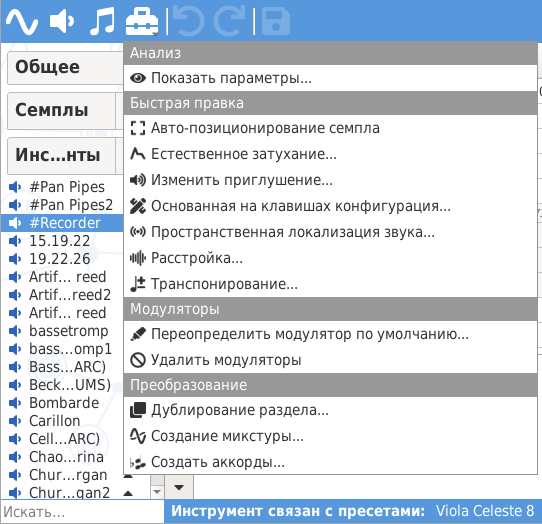 Общее
Семплы
Инс...нты
#Pan Pipes
#Pan Pipes2
#Recorder
15.19.22
19.22.26
Artif... reed
Artif...reed2
Artif... reed
bassetromp
bass...omp1
Bass...ARC)
Beck...UMS)
Bombarde
Carillon
Cell...ARC)
Chao...rina
Chur...rgan
Chur...gan2
Анализ
Показать параметры...
Быстрая правка
Авто-позиционирование семпла
Естественное затухание...
Изменить приглушение...
Основанная на клавишах конфигурация...
Пространственная локализация звука...
Расстройка...
Транспонирование...
Модуляторы
Переопределить модулятор по умолчанию...
Удалить модуляторы
Преобразование
Дублирование раздела...
Создание микстуры...
Создать аккорды...
Искать...
Инструмент связан с пресетами: Viola Celeste 8